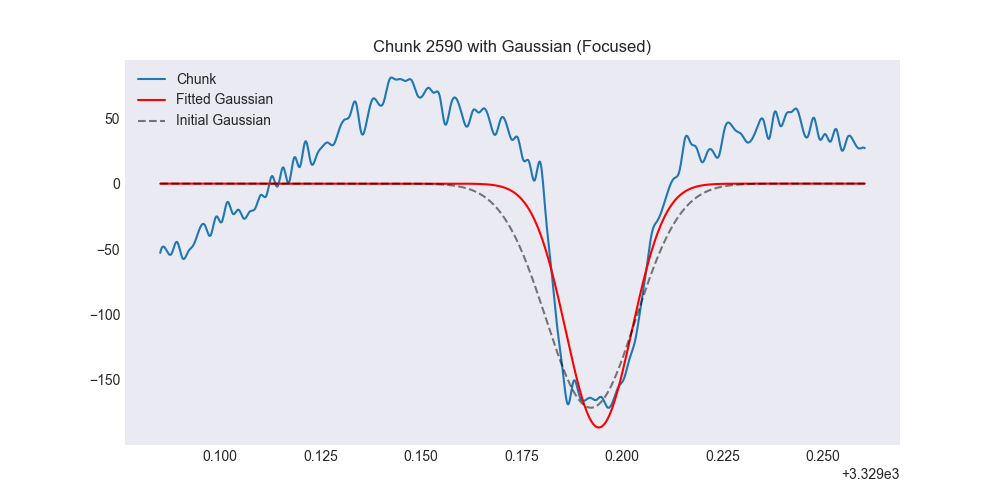 Chunk 2590 with Gaussian (Focused)
Chunk
Fitted Gaussian
Initial Gaussian
50
0
−50
−100
−150
0.100 0.125 0.150 0.175 0.200 0.225 0.250
+3.329e3